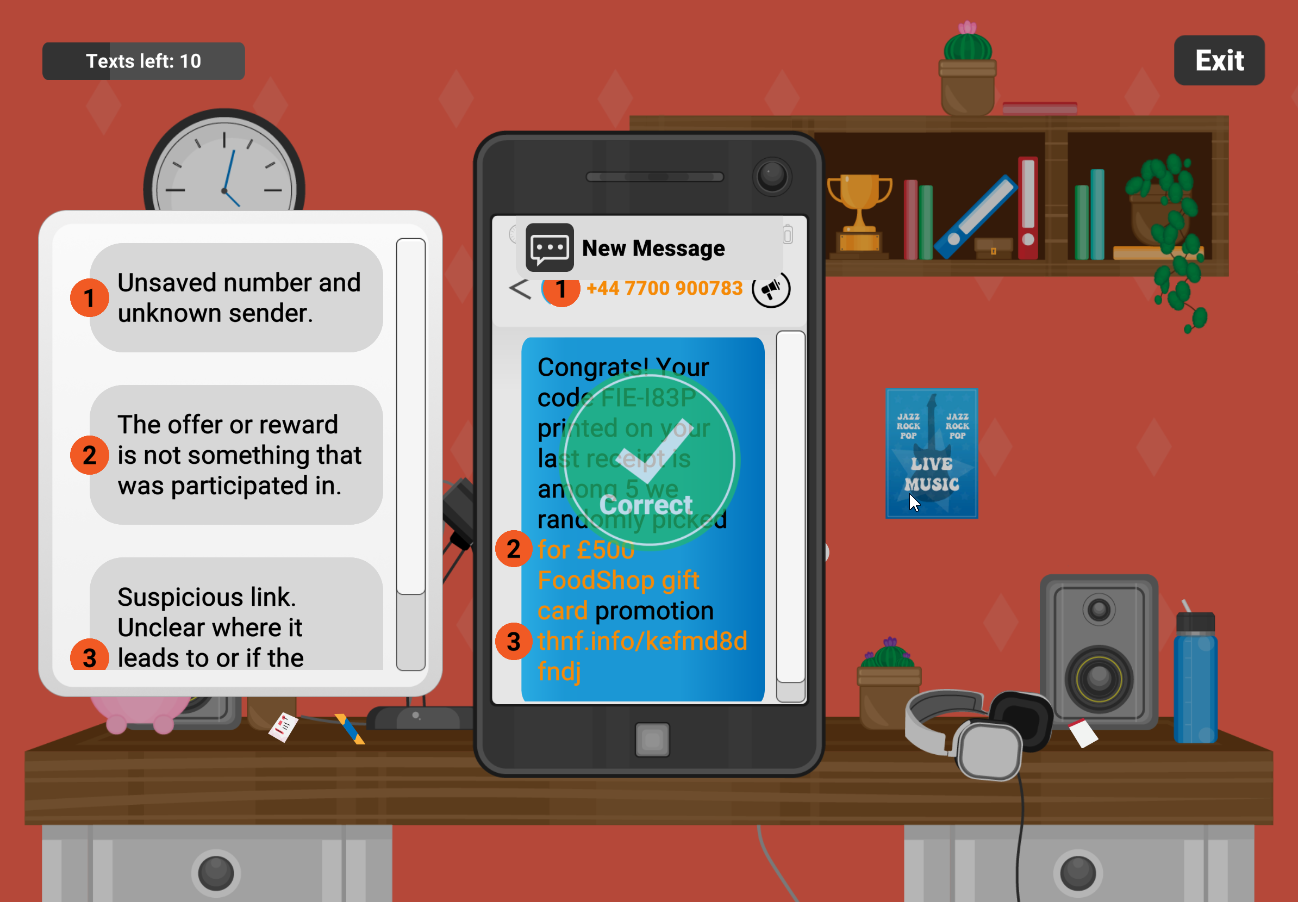 Texts left: 10
Exit
New Message
1
+44 7700 900783
1
Unsaved number and
unknown sender.
2
The offer or reward
is not something that
was participated in.
3
Suspicious link.
Unclear where it
leads to or if the
Congrats! Your
code FIE-I83P
printed on your
last receipt is
among 5 we
randomly picked
2
for £500
FoodShop gift
card promotion
3
thnf.info/kefmd8d
fndj
Correct
JAZZ
ROCK
POP
JAZZ
ROCK
POP
LIVE
MUSIC